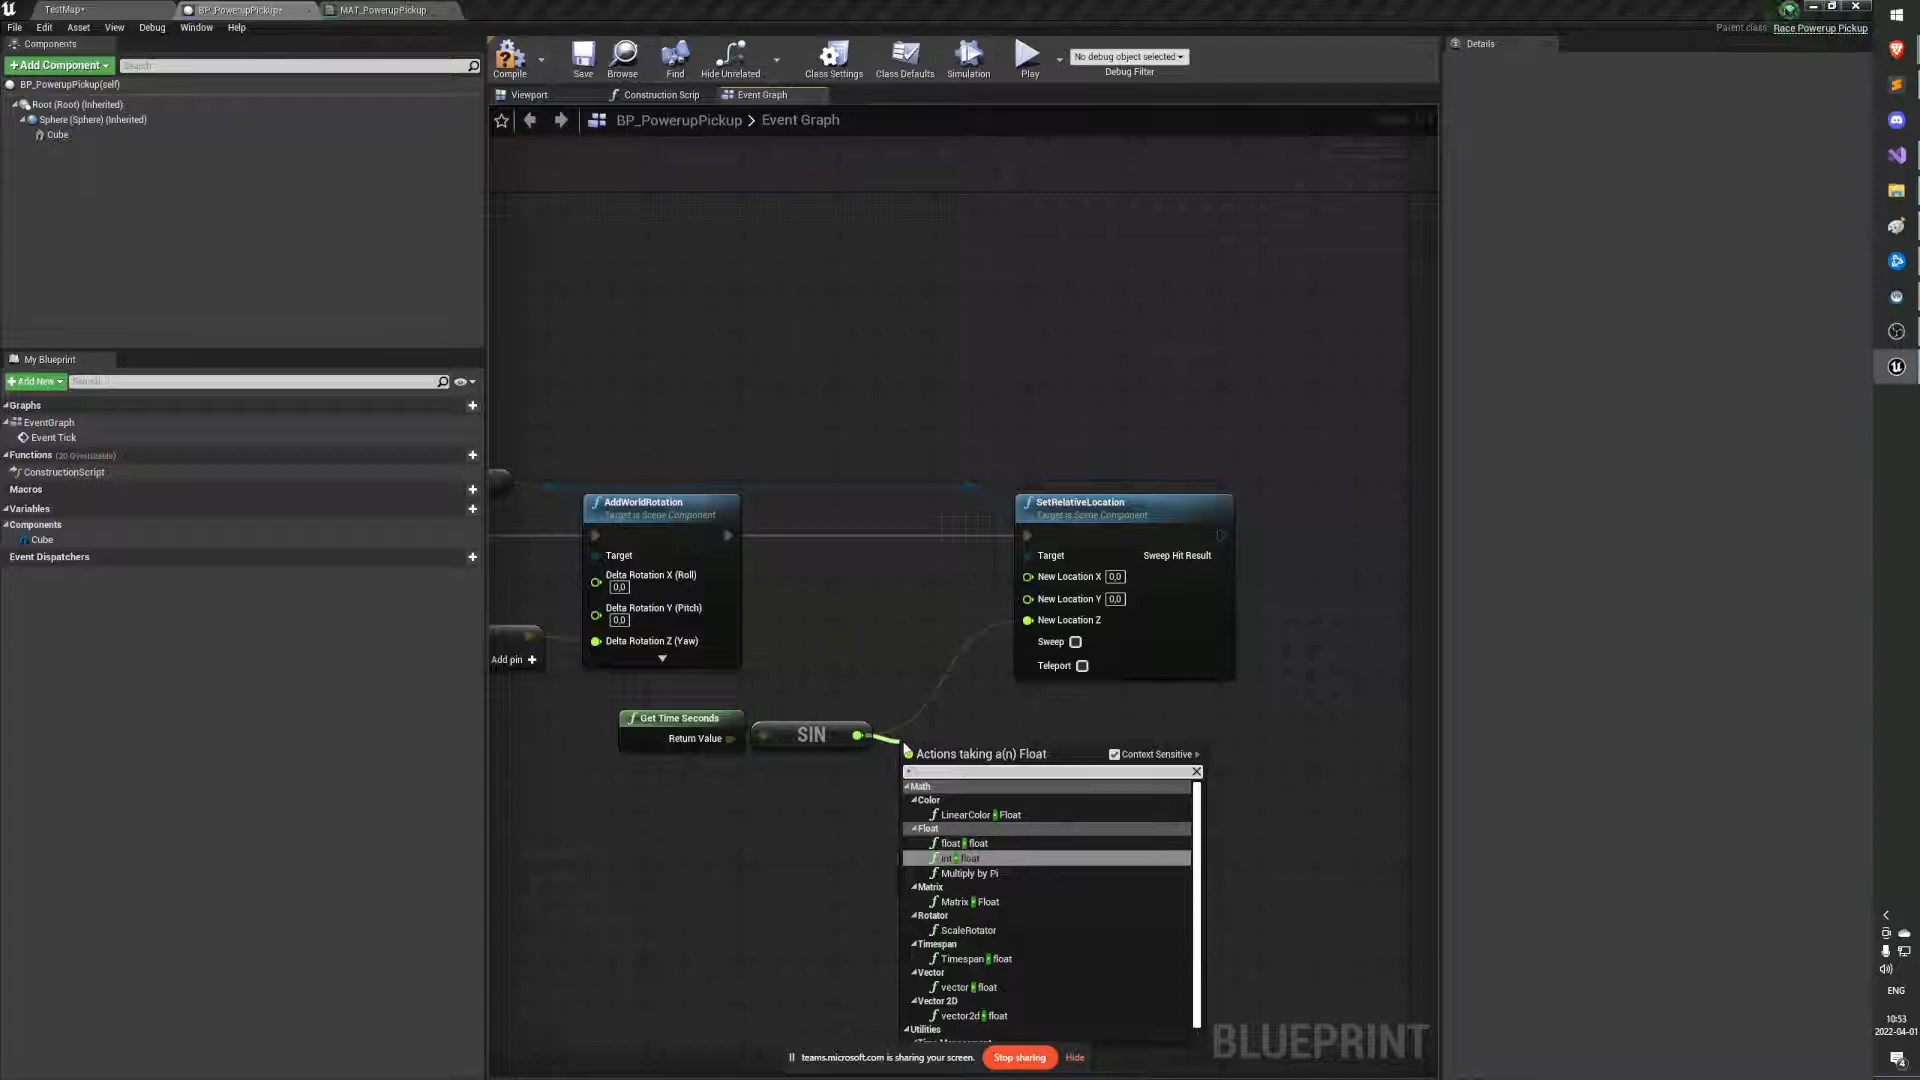 TestMap*
BP_PowerupPickup*
MAT_PowerupPickup
File Edit Asset View Debug Window Help
Parent class: Race Powerup Pickup
Components
+Add Component
Search
BP_PowerupPickup(self)
Root (Root) (Inherited)
Sphere (Sphere) (Inherited)
Cube
My Blueprint
+Add New
Search
Graphs
EventGraph
Event Tick
Functions (20 Overridable)
ConstructionScript
Macros
Variables
Components
Cube
Event Dispatchers
Compile Save Browse Find Hide Unrelated Class Settings Class Defaults Simulation Play
No debug object selected
Debug Filter
Viewport Construction Scrip Event Graph
BP_PowerupPickup > Event Graph
Details
AddWorldRotation
Target is Scene Component
Target
Delta Rotation X (Roll)
0,0
Delta Rotation Y (Pitch)
0,0
Delta Rotation Z (Yaw)
Add pin +
SetRelativeLocation
Target is Scene Component
Target Sweep Hit Result
New Location X 0,0
New Location Y 0,0
New Location Z
Sweep
Teleport
Get Time Seconds
Return Value
SIN
Actions taking a(n) Float
Context Sensitive
Math
Color
LinearColor * Float
Float
float * float
int * float
Multiply by Pi
Matrix
Matrix * Float
Rotator
ScaleRotator
Timespan
Timespan * float
Vector
vector * float
Vector 2D
vector2d * float
Utilities
BLUEPRINT
teams.microsoft.com is sharing your screen.
Stop sharing
Hide
ENG
10:53
2022-04-01
4